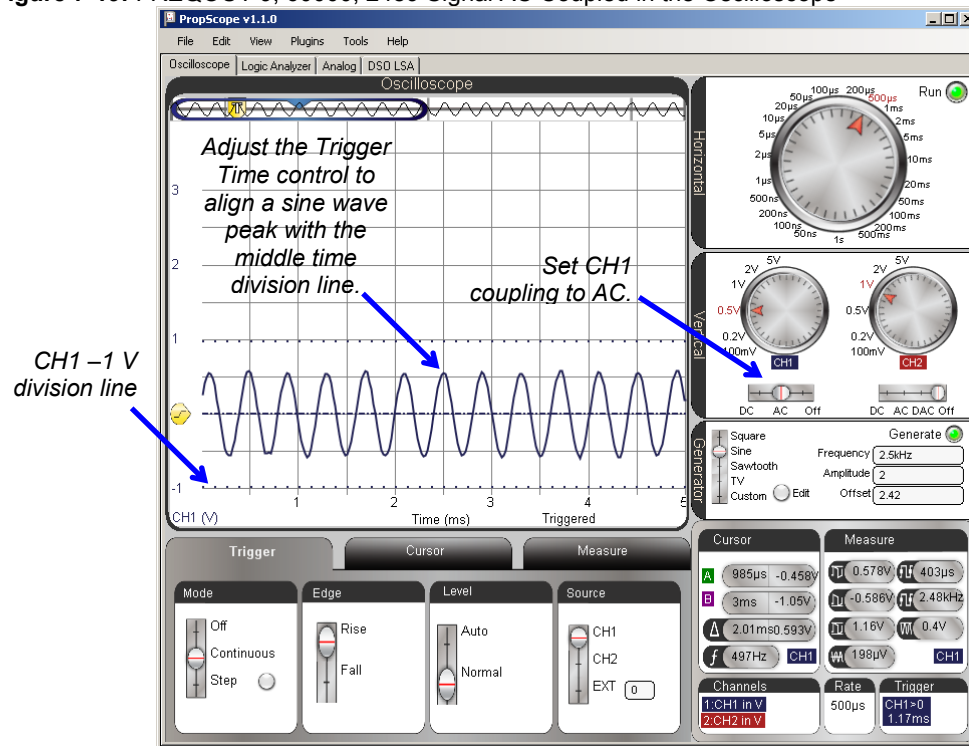 PropScope v1.1.0
File Edit View Plugins Tools Help
Oscilloscope Logic Analyzer Analog DSO LSA
Oscilloscope
Adjust the Trigger
Time control to
align a sine wave
peak with the
middle time
division line.
Set CH1
coupling to AC.
CH1 –1 V
division line
3
2
1
-1
1 2 3 4 5
CH1 (V) Time (ms) Triggered
Horizontal
Run
50µs 100µs 200µs 500µs
20µs 1ms
10µs 2ms
5µs 5ms
2µs 10ms
1µs 20ms
500ns 50ms
200ns 100ms
100ns 200ms
50ns 1s 500ms
Vertical
5V 5V
2V 2V
1V 1V
0.5V 0.5V
0.2V 0.2V
100mV 100mV
CH1 CH2
DC AC Off DC AC DAC Off
Generator
Square Generate
Sine Frequency 2.5kHz
Sawtooth Amplitude 2
TV Offset 2.42
Custom Edit
Trigger Cursor Measure
Mode Edge Level Source
Off Rise Auto CH1
Continuous Fall Normal CH2
Step EXT 0
Cursor
A 985µs -0.458V
B 3ms -1.05V
Δ 2.01ms 0.593V
f 497Hz CH1
Measure
0.578V 403µs
-0.586V 2.48kHz
1.16V 0.4V
198µV CH1
Channels
1:CH1 in V
2:CH2 in V
Rate
500µs
Trigger
CH1>0
1.17ms